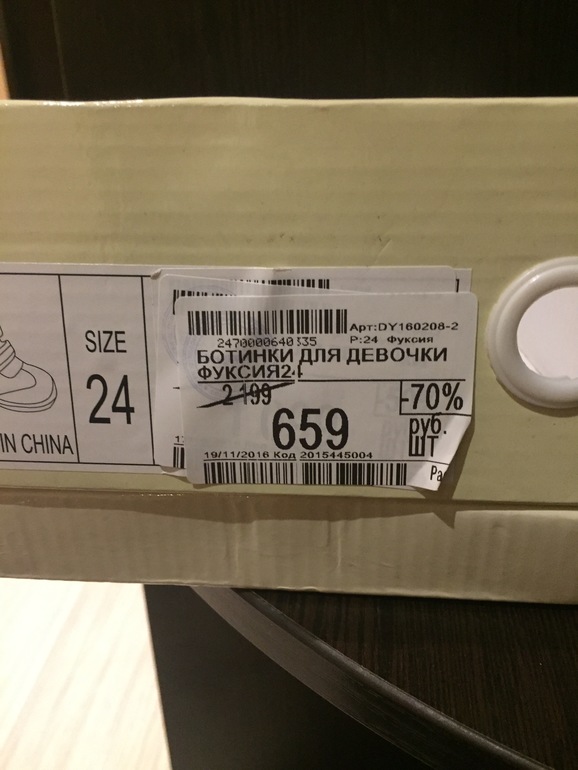 SIZE
24
IN CHINA
Арт:DY160208-2
2470000640335
Р:24 Фуксия
БОТИНКИ ДЛЯ ДЕВОЧКИ
ФУКСИЯ24
2 199
-70%
659
руб.
ШТ
19/11/2016 Код 2015445004